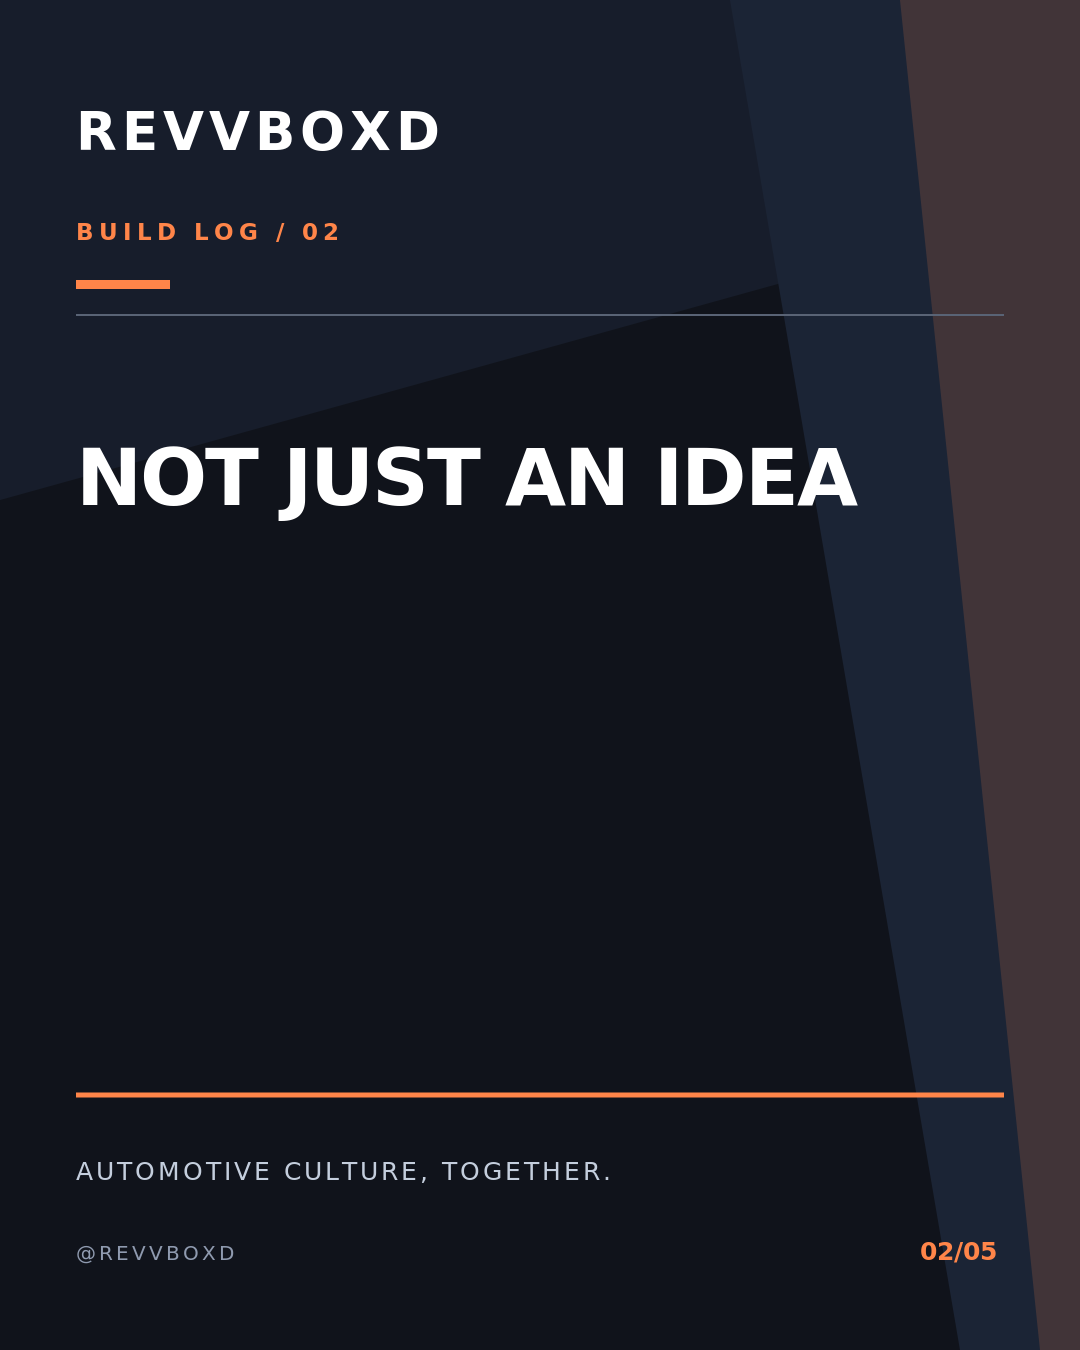 REVVBOXD
BUILD LOG / 02
NOT JUST AN IDEA
AUTOMOTIVE CULTURE, TOGETHER.
@REVVBOXD
02/05